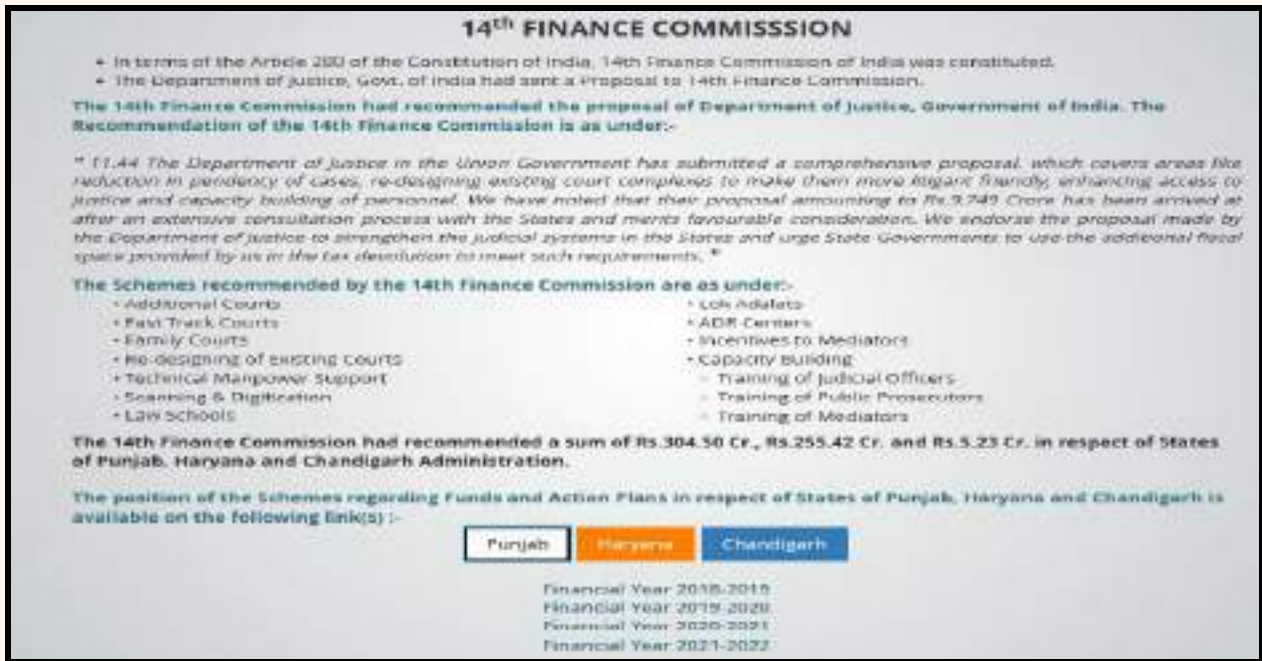 14th FINANCE COMMISSSION
• In terms of the Article 280 of the Constitution of India, 14th Finance Commission of India was constituted.
• The Department of Justice, Govt. of India had sent a Proposal to 14th Finance Commission.
The 14th Finance Commission had recommended the proposal of Department of Justice, Government of India. The
Recommendation of the 14th Finance Commission is as under:-
" 11.44 The Department of Justice in the Union Government has submitted a comprehensive proposal, which covers areas like
reduction in pendency of cases, re-designing existing court complexes to make them more litigant friendly, enhancing access to
justice and capacity building of personnel. We have noted that their proposal amounting to Rs.9,749 Crore has been arrived at
after an extensive consultation process with the States and merits favourable consideration. We endorse the proposal made by
the Department of Justice to strengthen the judicial systems in the States and urge State Governments to use the additional fiscal
space provided by us in the tax devolution to meet such requirements. "
The Schemes recommended by the 14th Finance Commission are as under:-
• Additional Courts
• Fast Track Courts
• Family Courts
• Re-designing of existing Courts
• Technical Manpower Support
• Scanning & Digitization
• Law Schools
• Lok Adalats
• ADR Centers
• Incentives to Mediators
• Capacity Building
- Training of Judicial Officers
- Training of Public Prosecutors
- Training of Mediators
The 14th Finance Commission had recommended a sum of Rs.304.50 Cr., Rs.255.42 Cr. and Rs.5.23 Cr. in respect of States
of Punjab, Haryana and Chandigarh Administration.
The position of the Schemes regarding Funds and Action Plans in respect of States of Punjab, Haryana and Chandigarh is
available on the following link(s) :-
Punjab Haryana Chandigarh
Financial Year 2018-2019
Financial Year 2019-2020
Financial Year 2020-2021
Financial Year 2021-2022